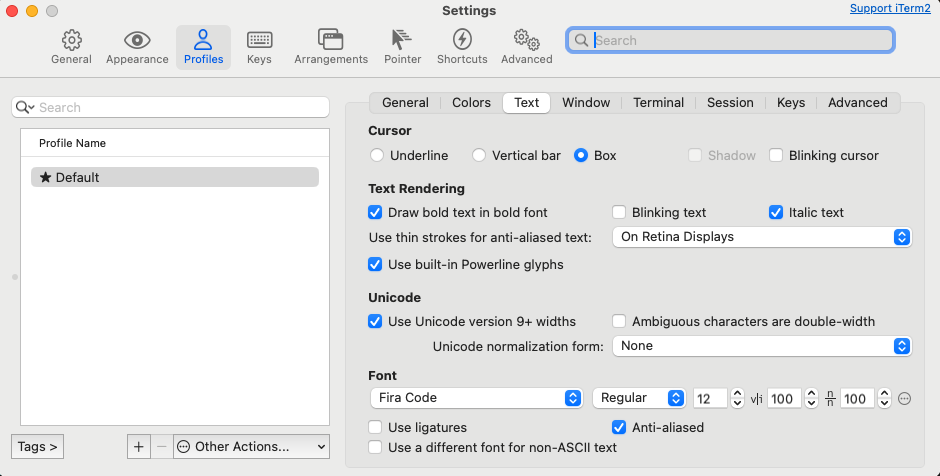 Settings
Support iTerm2
General Appearance Profiles Keys Arrangements Pointer Shortcuts Advanced
Search
Search
Profile Name
★ Default
Tags >
+ − Other Actions...
General Colors Text Window Terminal Session Keys Advanced
Cursor
Underline Vertical bar Box Shadow Blinking cursor
Text Rendering
Draw bold text in bold font Blinking text Italic text
Use thin strokes for anti-aliased text: On Retina Displays
Use built-in Powerline glyphs
Unicode
Use Unicode version 9+ widths Ambiguous characters are double-width
Unicode normalization form: None
Font
Fira Code Regular 12 v|i 100 n/n 100
Use ligatures Anti-aliased
Use a different font for non-ASCII text